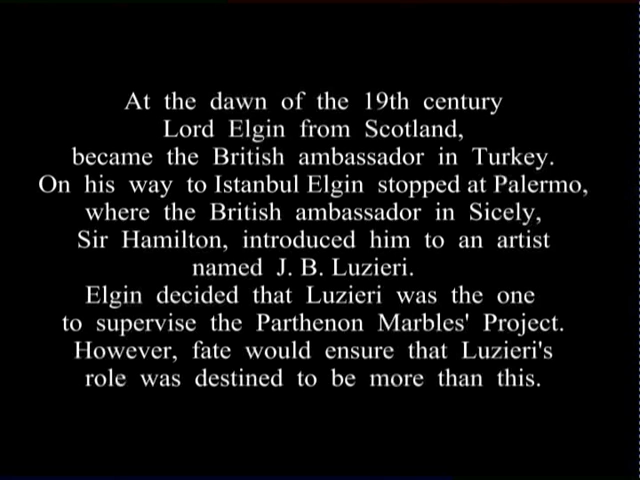 At the dawn of the 19th century
Lord Elgin from Scotland,
became the British ambassador in Turkey.
On his way to Istanbul Elgin stopped at Palermo,
where the British ambassador in Sicely,
Sir Hamilton, introduced him to an artist
named J. B. Luzieri.
Elgin decided that Luzieri was the one
to supervise the Parthenon Marbles' Project.
However, fate would ensure that Luzieri's
role was destined to be more than this.